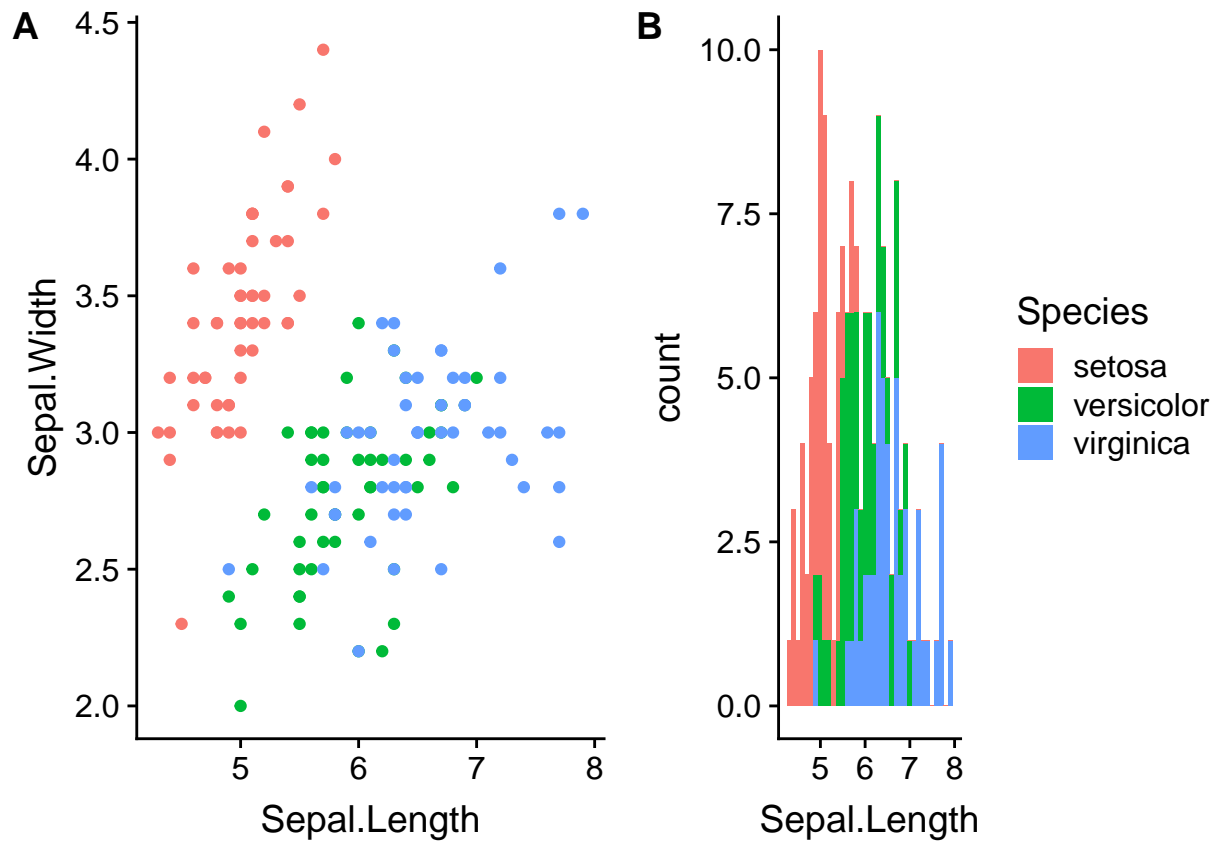 A
4.5
4.0
3.5
3.0
2.5
2.0
Sepal.Width
5 6 7 8
Sepal.Length
B
10.0
7.5
5.0
2.5
0.0
count
5 6 7 8
Sepal.Length
Species
setosa
versicolor
virginica